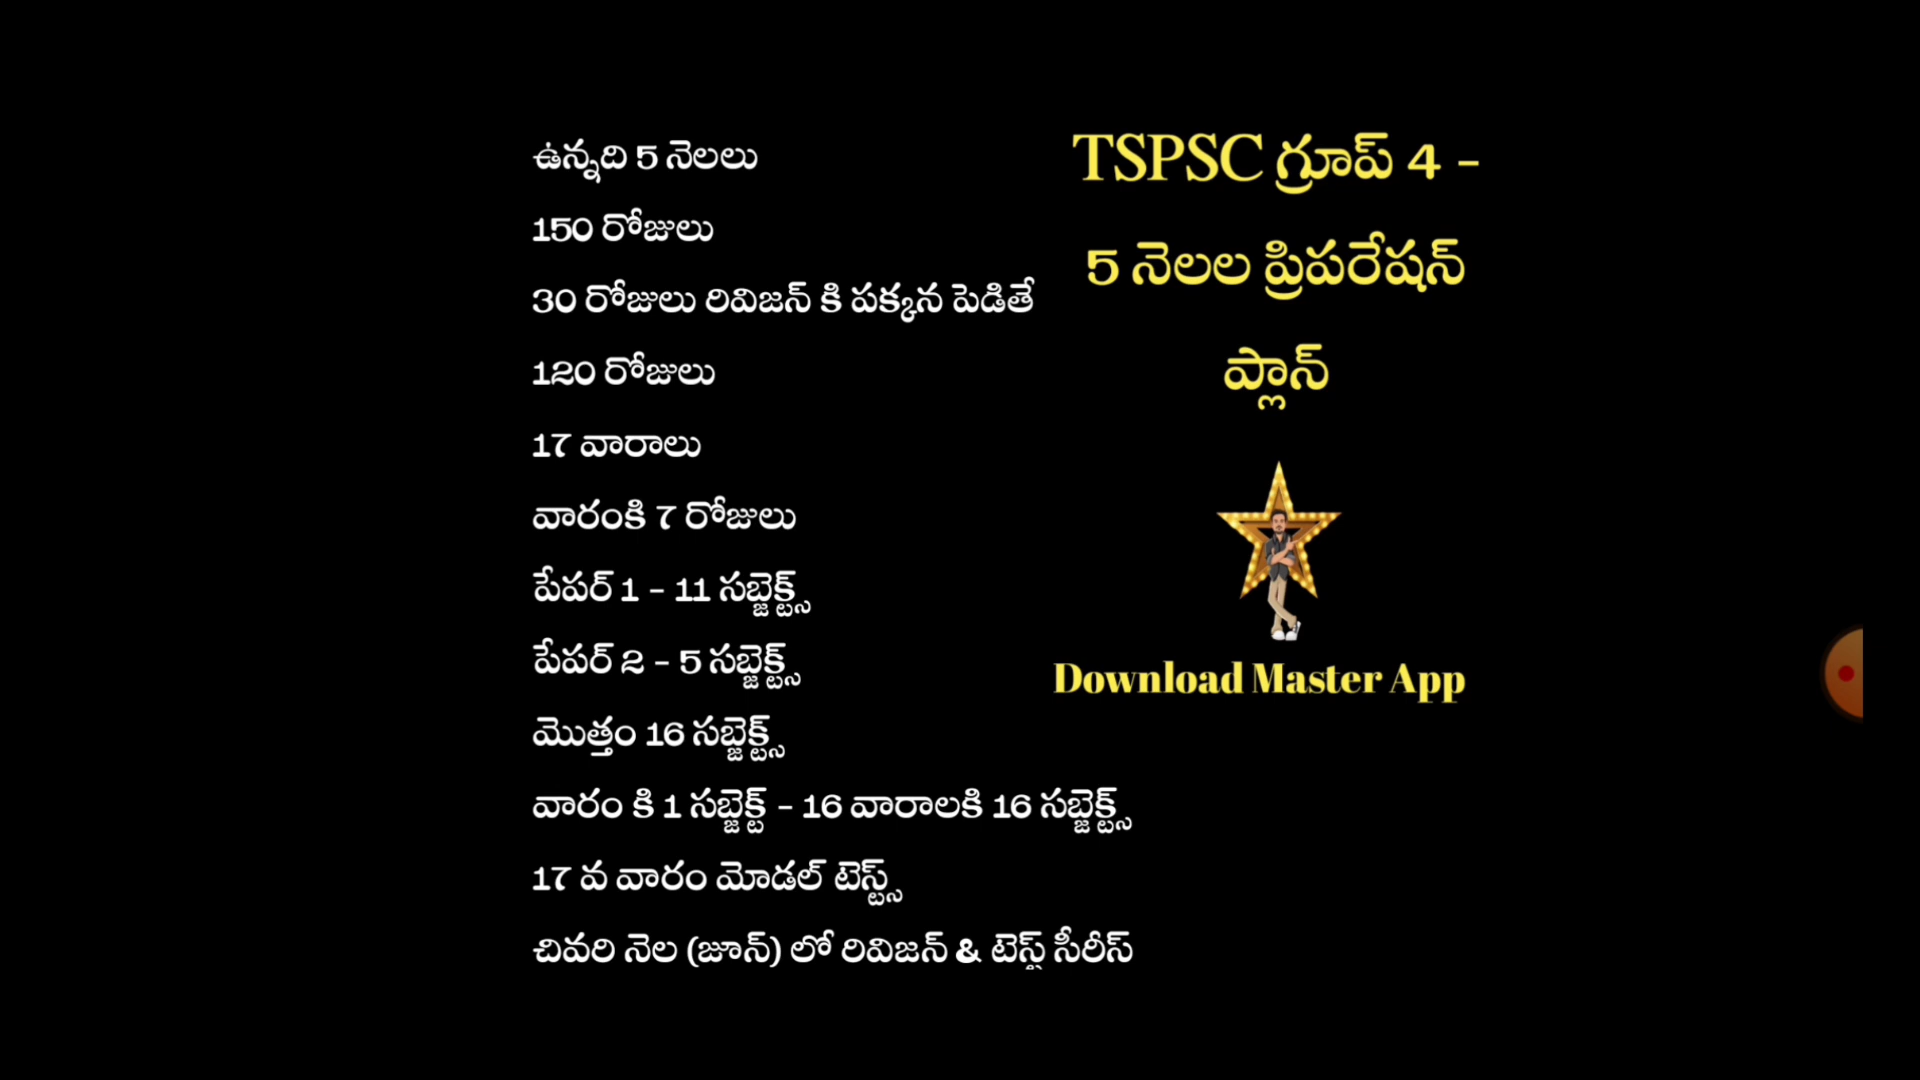 ఉన్నది 5 నెలలు
150 రోజులు
30 రోజులు రివిజన్ కి పక్కన పెడితే
120 రోజులు
17 వారాలు
వారంకి 7 రోజులు
పేపర్ 1 - 11 సబ్జెక్ట్స్
పేపర్ 2 - 5 సబ్జెక్ట్స్
మొత్తం 16 సబ్జెక్ట్స్
వారం కి 1 సబ్జెక్ట్ - 16 వారాలకి 16 సబ్జెక్ట్స్
17 వ వారం మోడల్ టెస్ట్స్
చివరి నెల (జూన్) లో రివిజన్ & టెస్ట్ సీరీస్
TSPSC గ్రూప్ 4 -
5 నెలల ప్రిపరేషన్
ప్లాన్
Download Master App